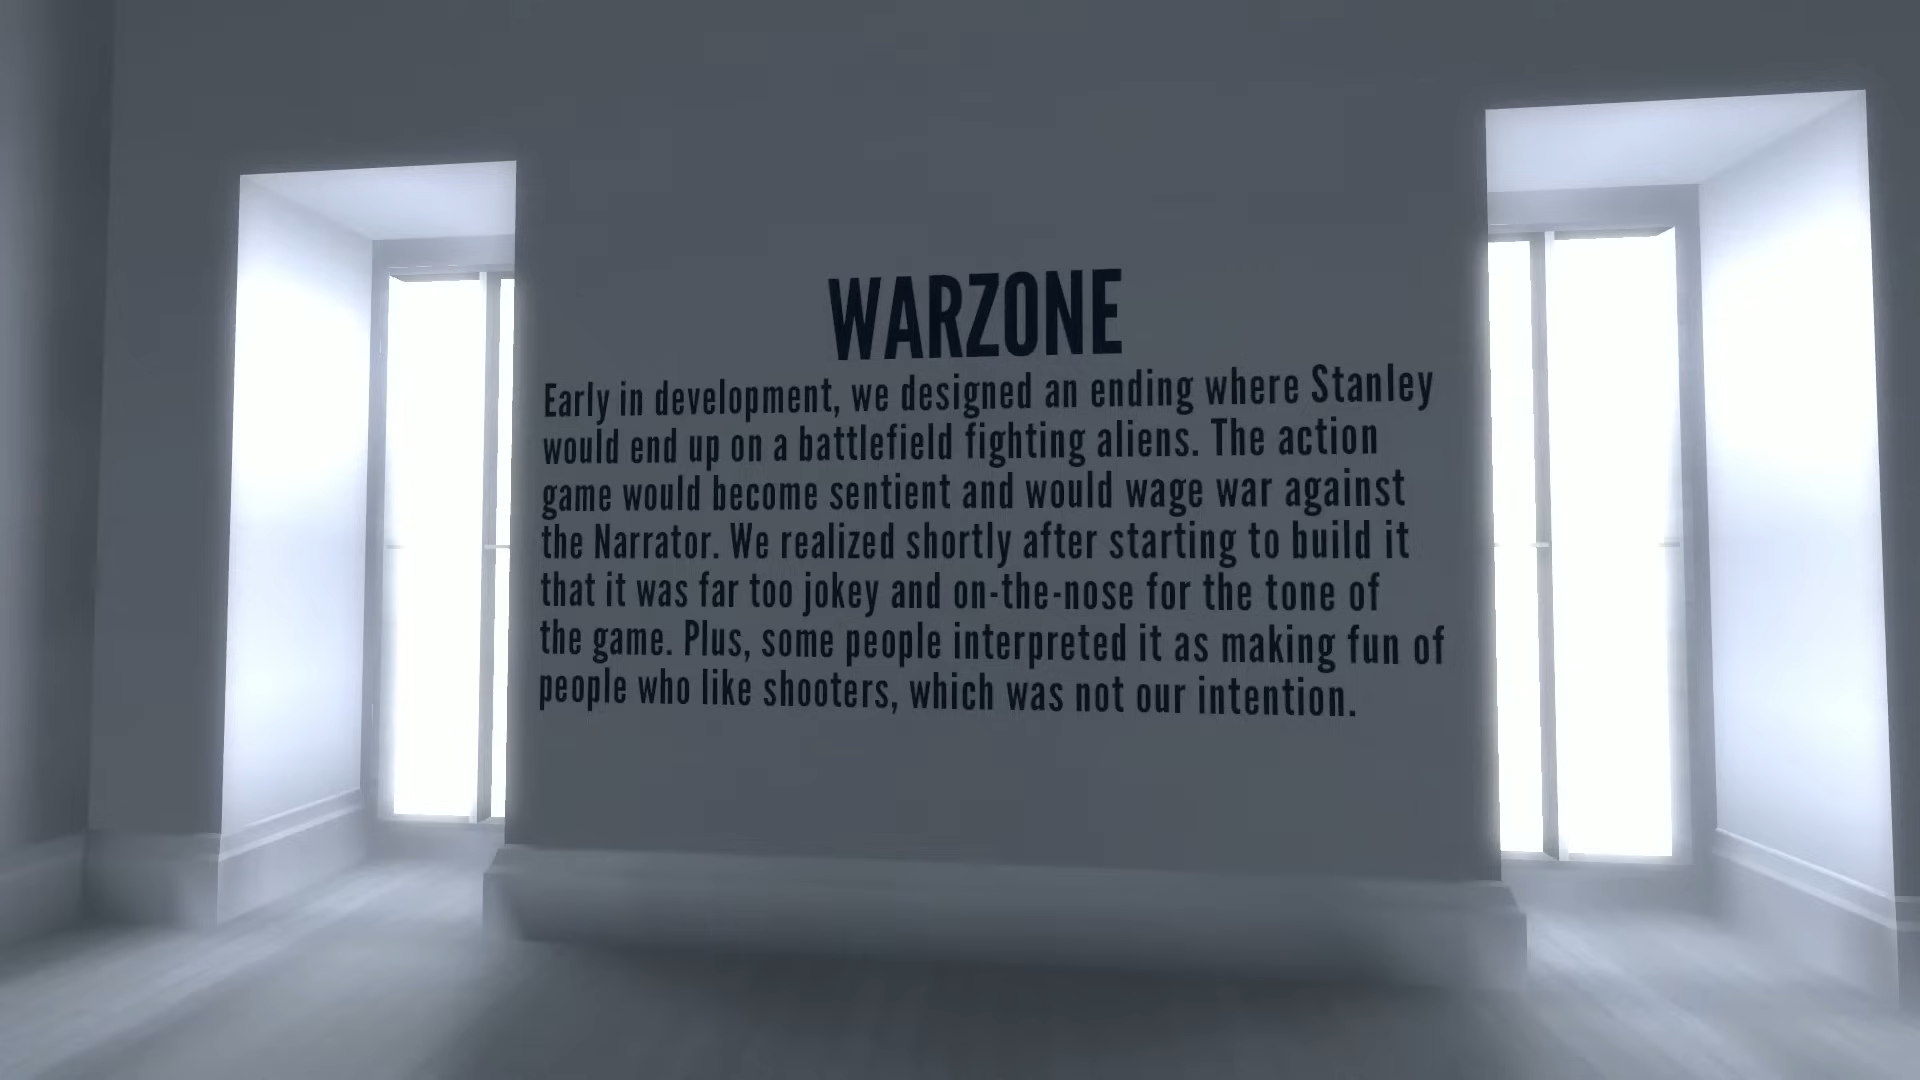 WARZONE
Early in development, we designed an ending where Stanley
would end up on a battlefield fighting aliens. The action
game would become sentient and would wage war against
the Narrator. We realized shortly after starting to build it
that it was far too jokey and on-the-nose for the tone of
the game. Plus, some people interpreted it as making fun of
people who like shooters, which was not our intention.